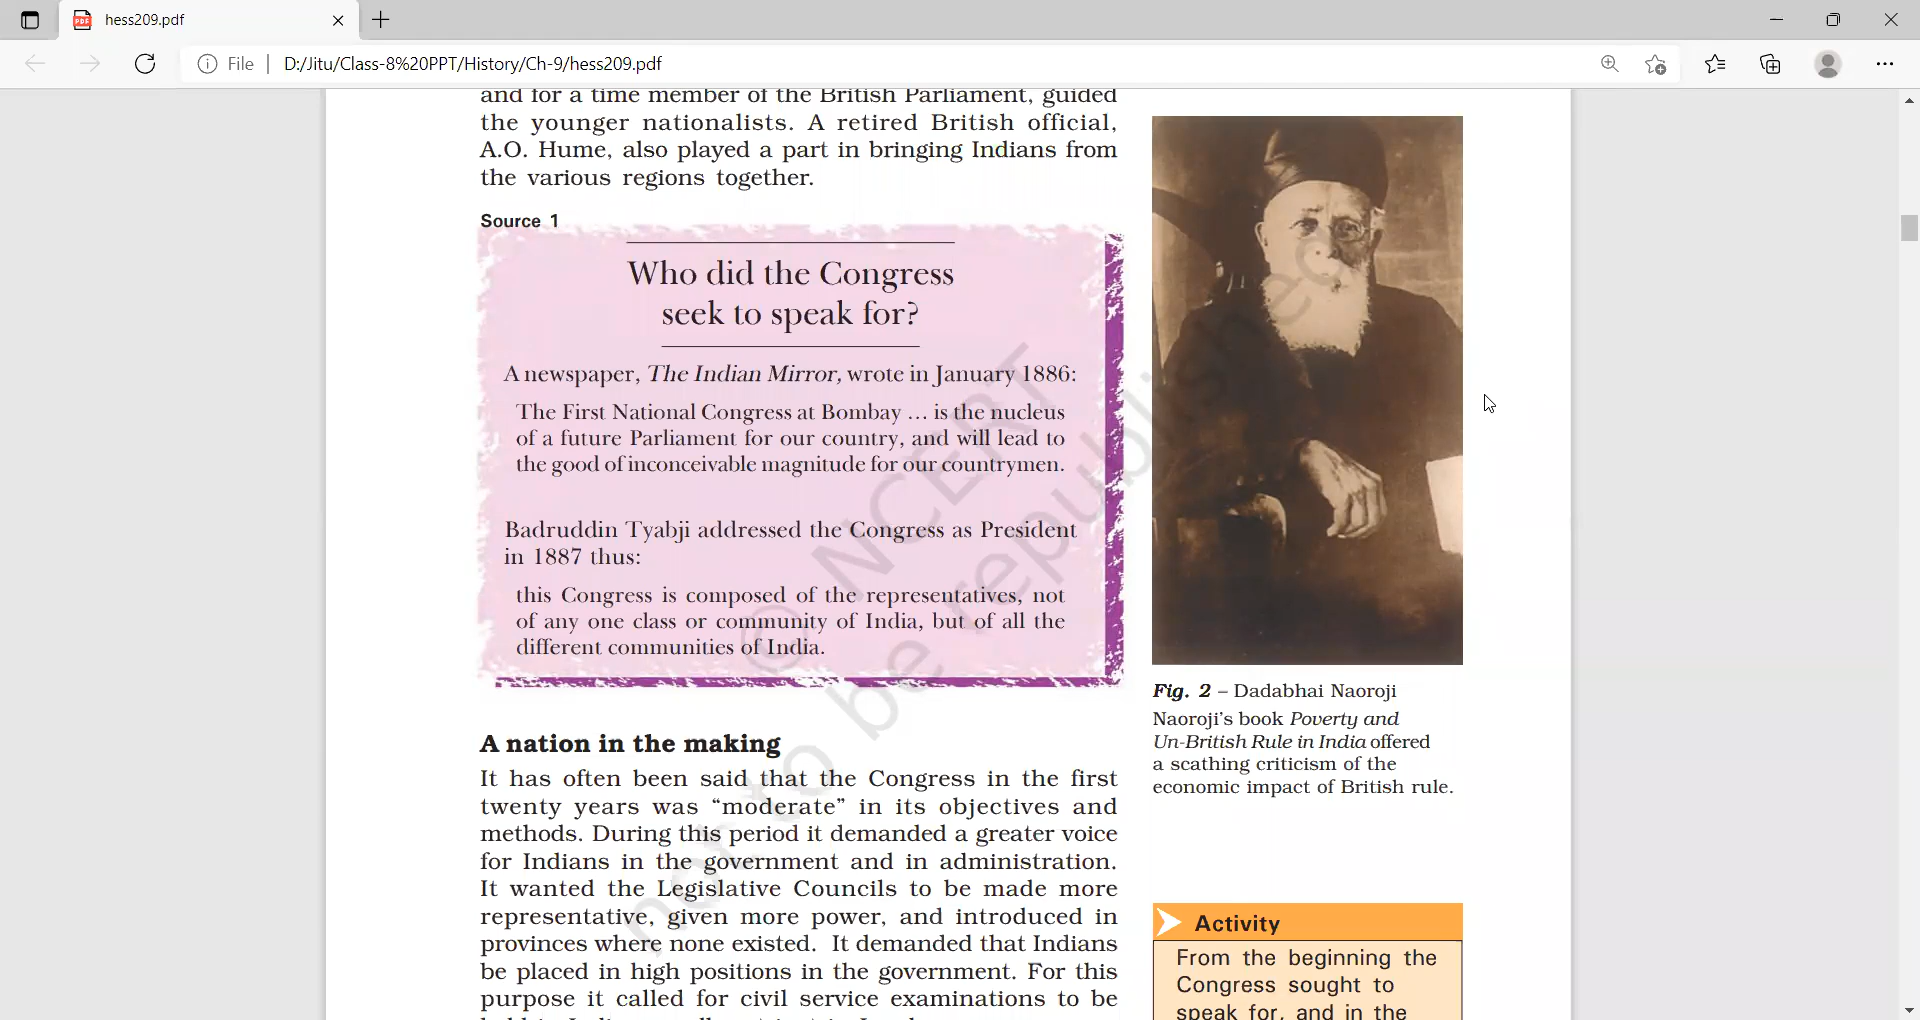 hess209.pdf
File
D:/Jitu/Class-8%20PPT/History/Ch-9/hess209.pdf
and for a time member of the British Parliament, guided
the younger nationalists. A retired British official,
A.O. Hume, also played a part in bringing Indians from
the various regions together.
Source 1
Who did the Congress
seek to speak for?
A newspaper, The Indian Mirror, wrote in January 1886:
The First National Congress at Bombay ... is the nucleus
of a future Parliament for our country, and will lead to
the good of inconceivable magnitude for our countrymen.
Badruddin Tyabji addressed the Congress as President
in 1887 thus:
this Congress is composed of the representatives, not
of any one class or community of India, but of all the
different communities of India.
A nation in the making
It has often been said that the Congress in the first
twenty years was “moderate” in its objectives and
methods. During this period it demanded a greater voice
for Indians in the government and in administration.
It wanted the Legislative Councils to be made more
representative, given more power, and introduced in
provinces where none existed. It demanded that Indians
be placed in high positions in the government. For this
purpose it called for civil service examinations to be
Fig. 2 – Dadabhai Naoroji
Naoroji’s book Poverty and
Un-British Rule in India offered
a scathing criticism of the
economic impact of British rule.
Activity
From the beginning the
Congress sought to
speak for, and in the
© NCERT
not to be republished